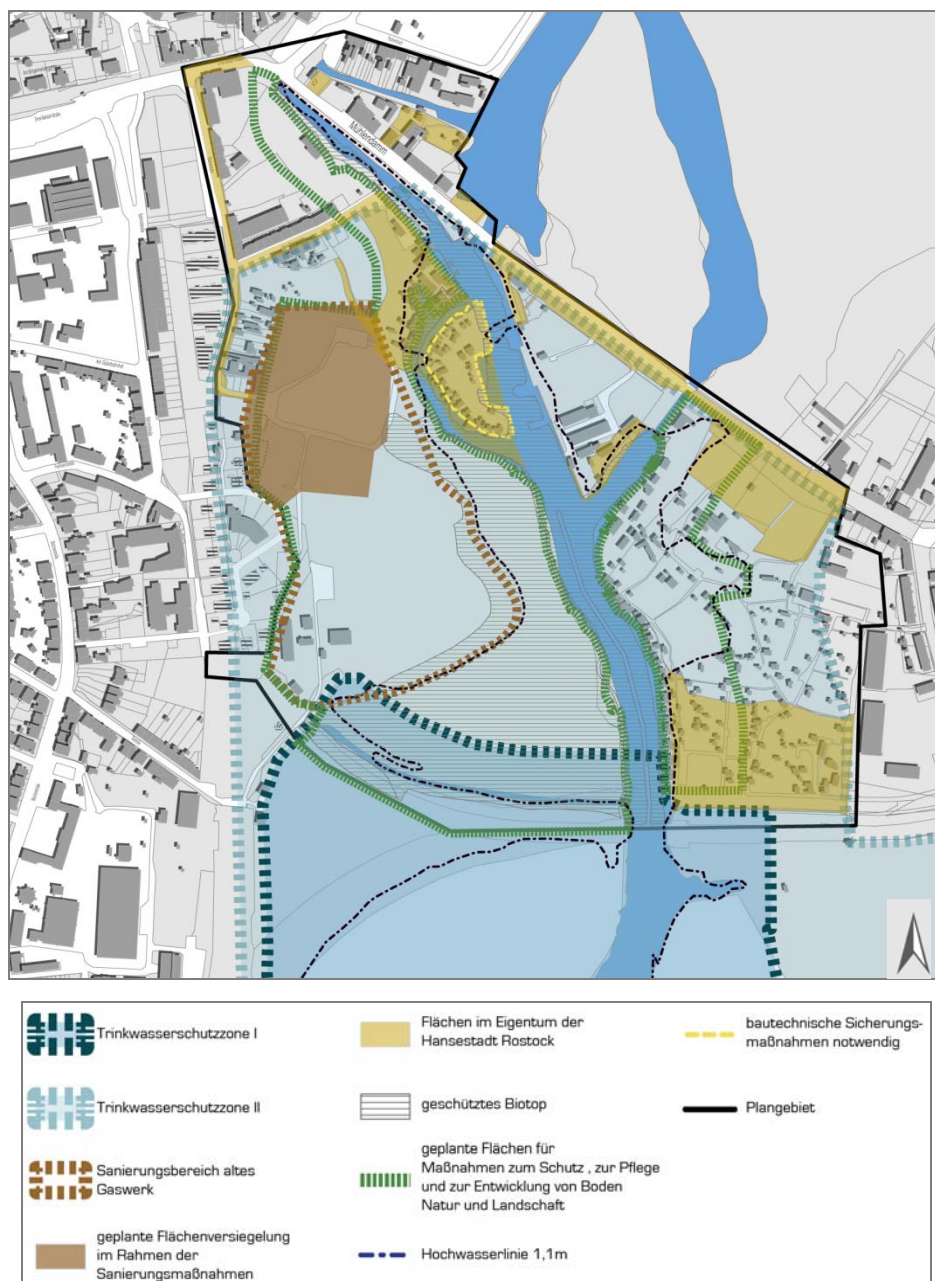 Mühlendamm
Trinkwasserschutzzone I
Trinkwasserschutzzone II
Sanierungsbereich altes
Gaswerk
geplante Flächenversiegelung
im Rahmen der
Sanierungsmaßnahmen
Flächen im Eigentum der
Hansestadt Rostock
geschütztes Biotop
geplante Flächen für
Maßnahmen zum Schutz , zur Pflege
und zur Entwicklung von Boden
Natur und Landschaft
Hochwasserlinie 1,1m
bautechnische Sicherungs-
maßnahmen notwendig
Plangebiet